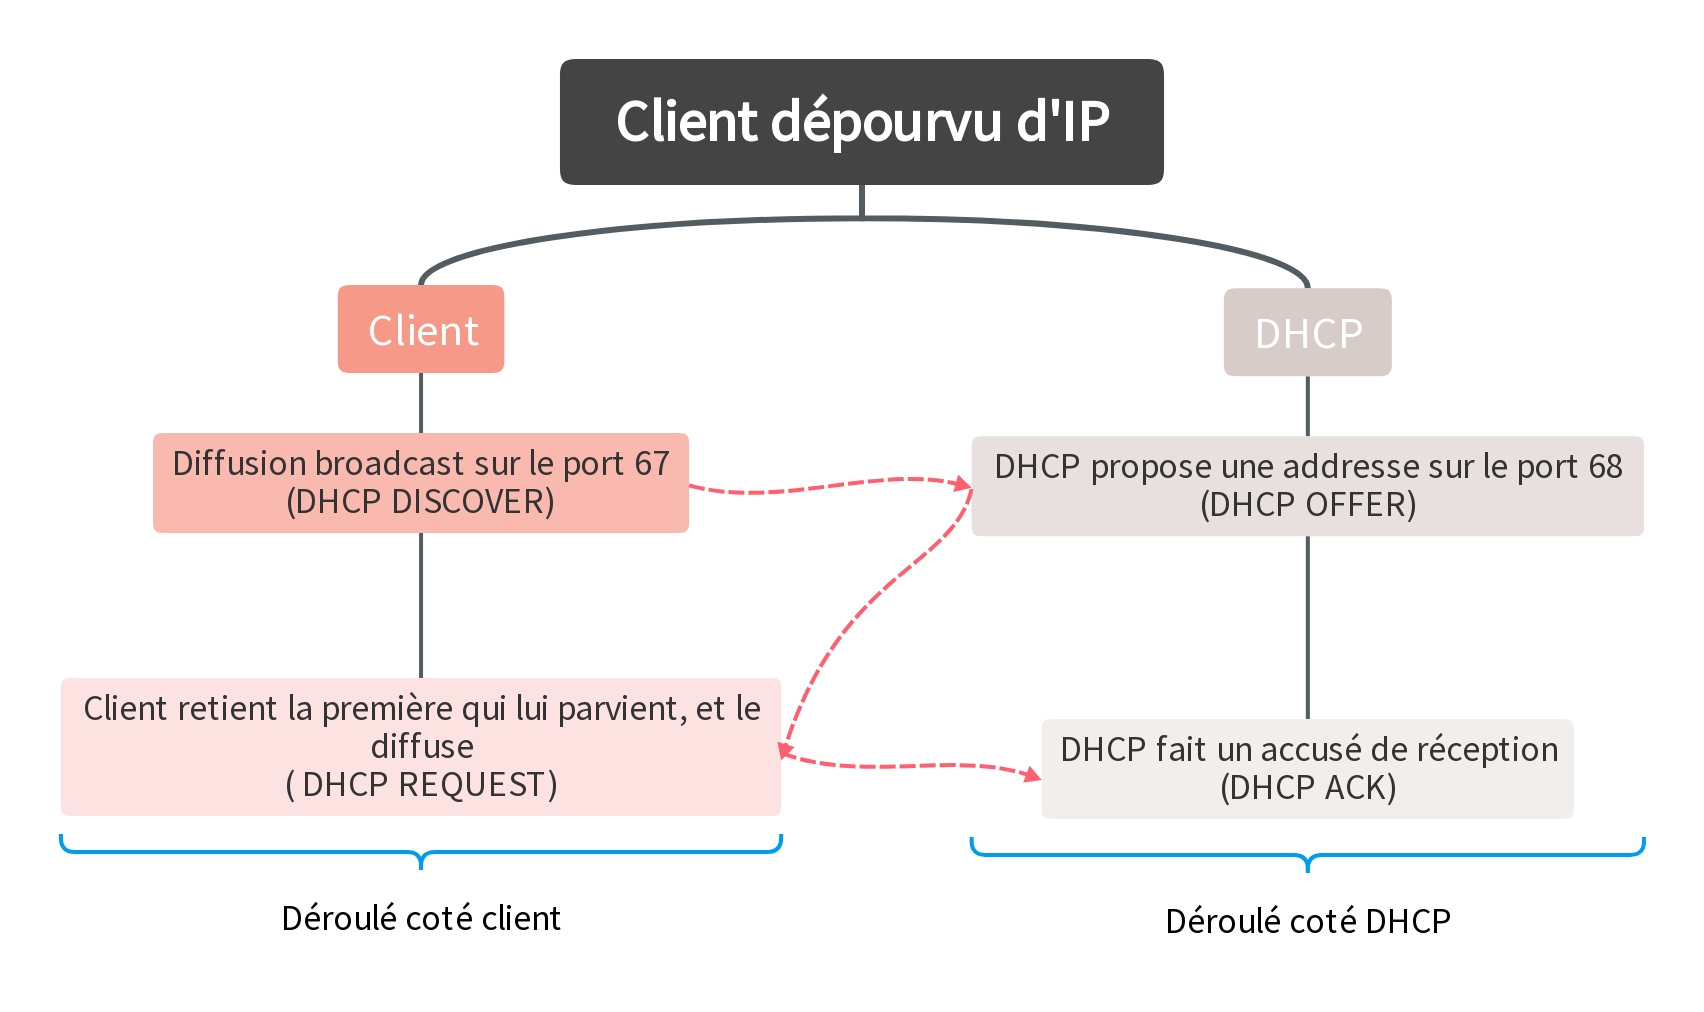 Client dépourvu d'IP
Client
DHCP
Diffusion broadcast sur le port 67
(DHCP DISCOVER)
DHCP propose une addresse sur le port 68
(DHCP OFFER)
Client retient la première qui lui parvient, et le
diffuse
( DHCP REQUEST)
DHCP fait un accusé de réception
(DHCP ACK)
Déroulé coté client
Déroulé coté DHCP